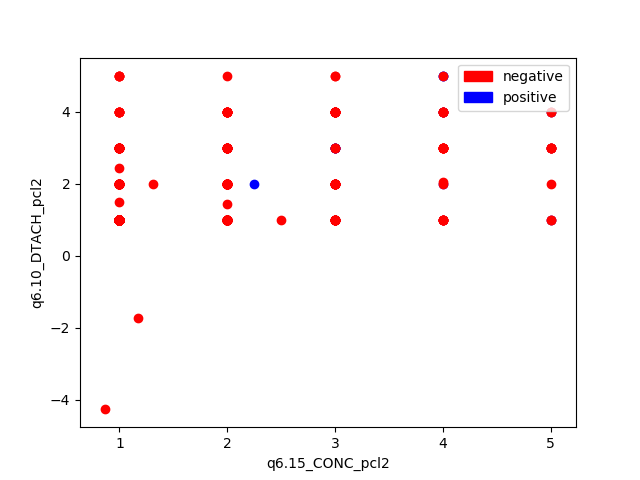 negative
positive
4
2
0
−2
−4
q6.10_DTACH_pcl2
1 2 3 4 5
q6.15_CONC_pcl2